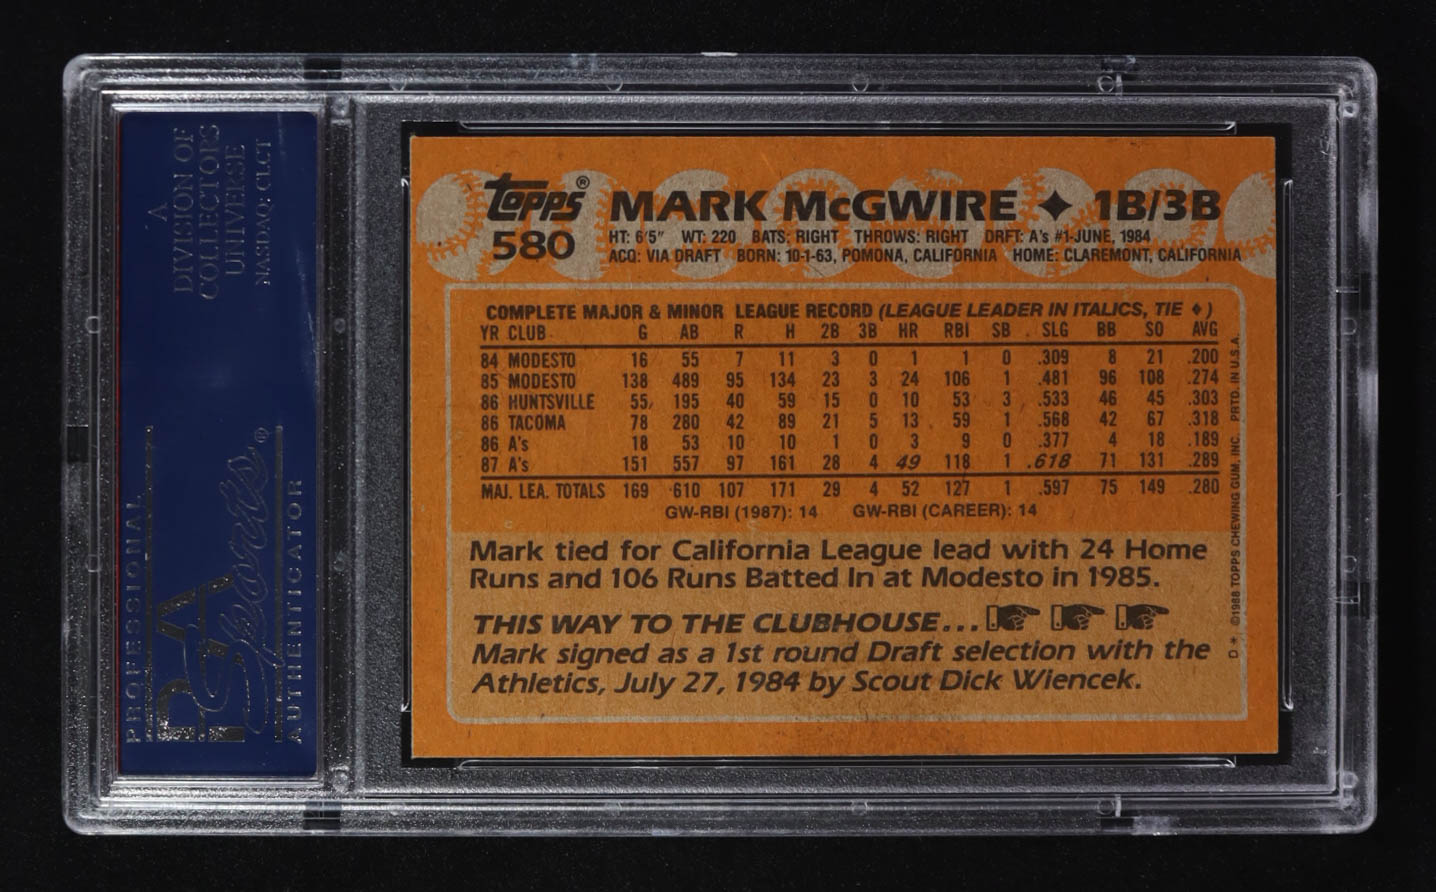 A
DIVISION OF
COLLECTORS
UNIVERSE
NASDAQ: CLCT
PROFESSIONAL
PSA
Sports®
AUTHENTICATOR
topps® MARK McGWIRE ✦ 1B/3B
580 HT: 6'5" WT: 220 BATS: RIGHT THROWS: RIGHT DRFT: A's #1-JUNE, 1984
ACQ: VIA DRAFT BORN: 10-1-63, POMONA, CALIFORNIA HOME: CLAREMONT, CALIFORNIA
COMPLETE MAJOR & MINOR LEAGUE RECORD (LEAGUE LEADER IN ITALICS, TIE ♦)
YR CLUB G AB R H 2B 3B HR RBI SB SLG BB SO AVG
84 MODESTO 16 55 7 11 3 0 1 1 0 .309 8 21 .200
85 MODESTO 138 489 95 134 23 3 24 106 1 .481 96 108 .274
86 HUNTSVILLE 55 195 40 59 15 0 10 53 3 .533 46 45 .303
86 TACOMA 78 280 42 89 21 5 13 59 1 .568 42 67 .318
86 A's 18 53 10 10 1 0 3 9 0 .377 4 18 .189
87 A's 151 557 97 161 28 4 49 118 1 .618 71 131 .289
MAJ. LEA. TOTALS 169 610 107 171 29 4 52 127 1 .597 75 149 .280
GW-RBI (1987): 14 GW-RBI (CAREER): 14
Mark tied for California League lead with 24 Home
Runs and 106 Runs Batted In at Modesto in 1985.
THIS WAY TO THE CLUBHOUSE...
Mark signed as a 1st round Draft selection with the
Athletics, July 27, 1984 by Scout Dick Wiencek.
D * ©1988 TOPPS CHEWING GUM, INC. PRTD. IN U.S.A.